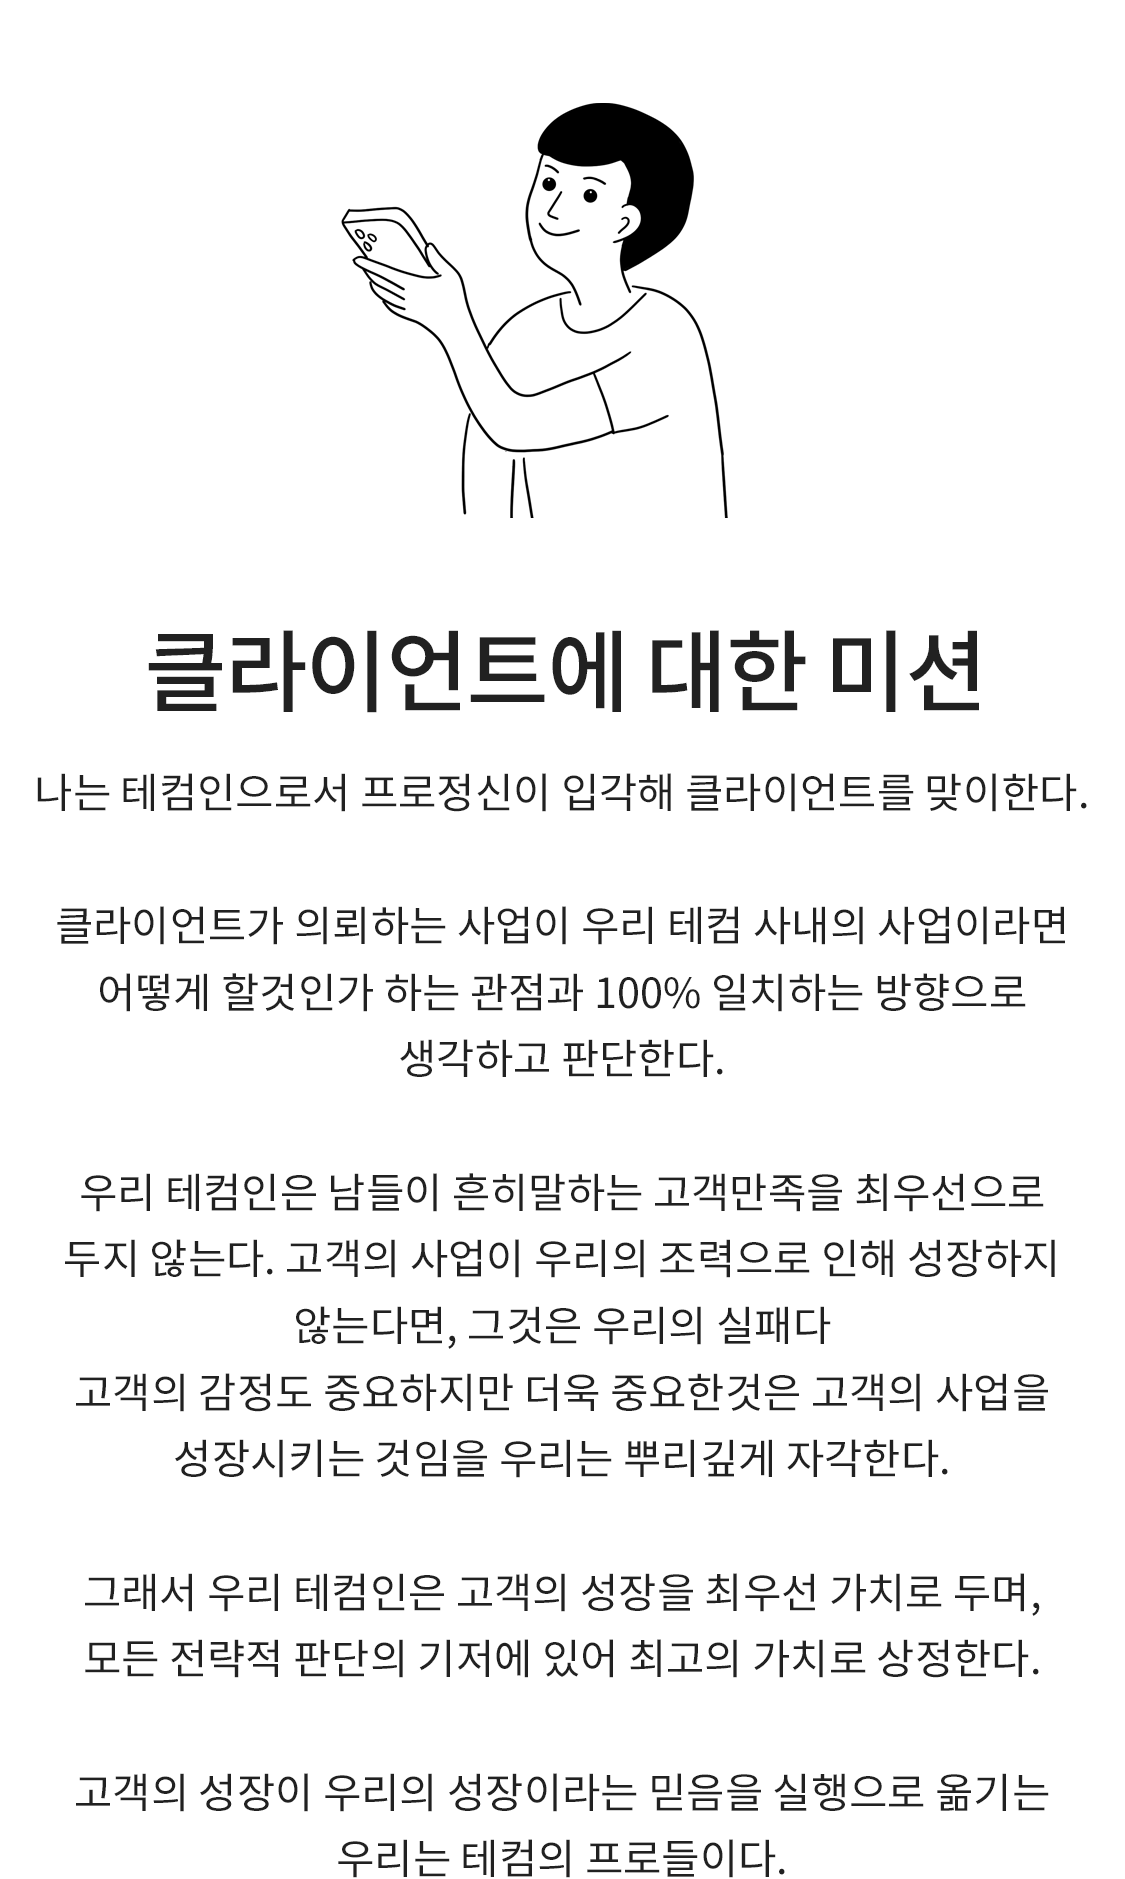 클라이언트에 대한 미션
나는 테컴인으로서 프로정신이 입각해 클라이언트를 맞이한다.
클라이언트가 의뢰하는 사업이 우리 테컴 사내의 사업이라면
어떻게 할것인가 하는 관점과 100% 일치하는 방향으로
생각하고 판단한다.
우리 테컴인은 남들이 흔히말하는 고객만족을 최우선으로
두지 않는다. 고객의 사업이 우리의 조력으로 인해 성장하지
않는다면, 그것은 우리의 실패다
고객의 감정도 중요하지만 더욱 중요한것은 고객의 사업을
성장시키는 것임을 우리는 뿌리깊게 자각한다.
그래서 우리 테컴인은 고객의 성장을 최우선 가치로 두며,
모든 전략적 판단의 기저에 있어 최고의 가치로 상정한다.
고객의 성장이 우리의 성장이라는 믿음을 실행으로 옮기는
우리는 테컴의 프로들이다.